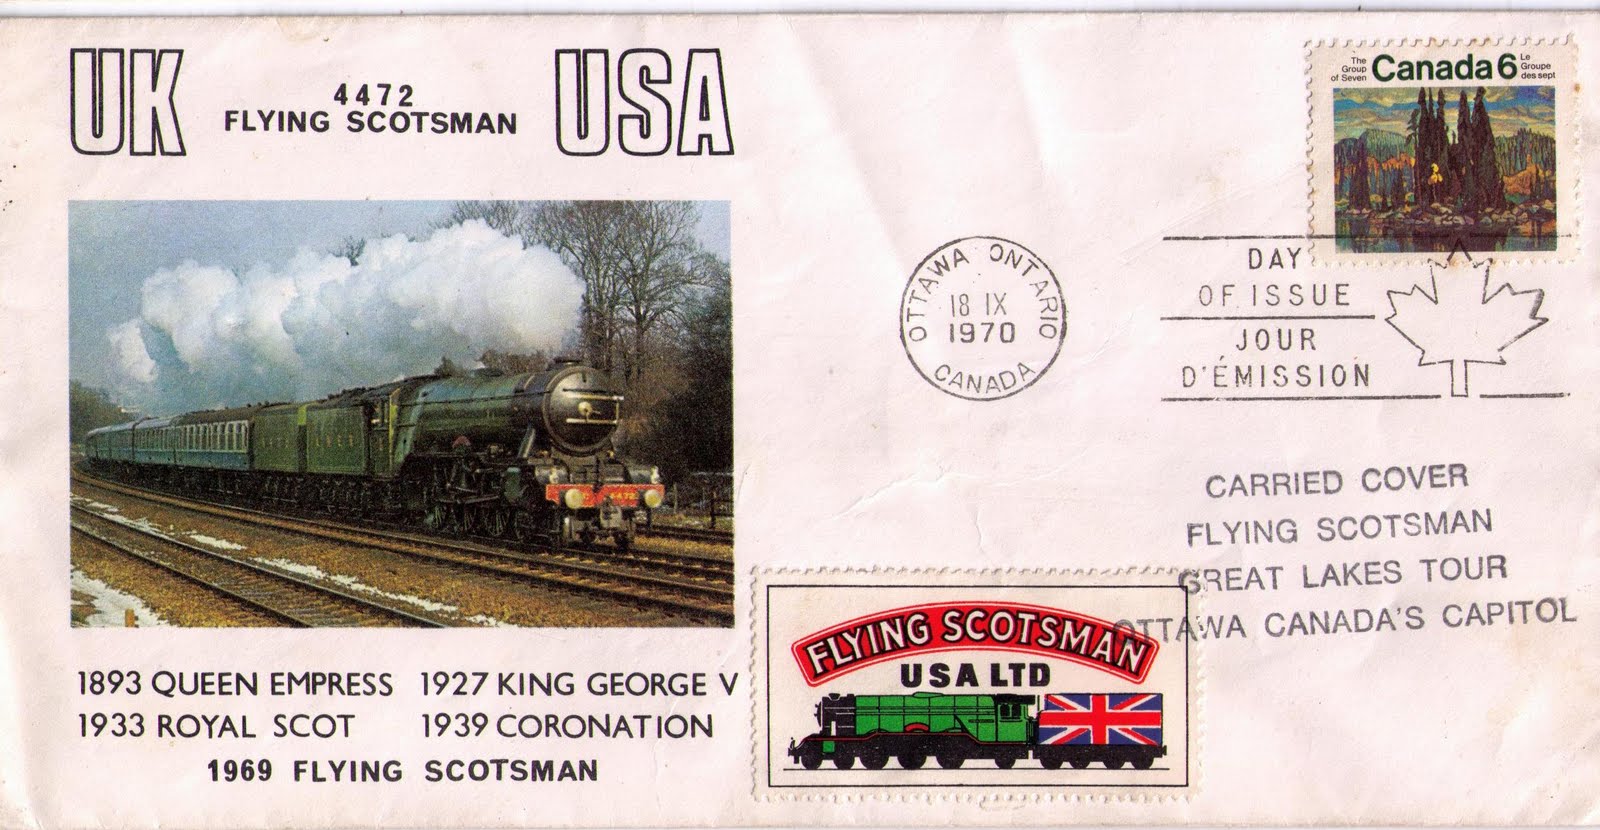 UK
4472
FLYING SCOTSMAN
USA
The Group of Seven
Canada 6
Le Groupe des sept
OTTAWA ONTARIO
18 IX
1970
CANADA
DAY
OF ISSUE
JOUR
D'ÉMISSION
4472
CARRIED COVER
FLYING SCOTSMAN
GREAT LAKES TOUR
OTTAWA CANADA'S CAPITOL
FLYING SCOTSMAN
USA LTD
1893 QUEEN EMPRESS 1927 KING GEORGE V
1933 ROYAL SCOT 1939 CORONATION
1969 FLYING SCOTSMAN